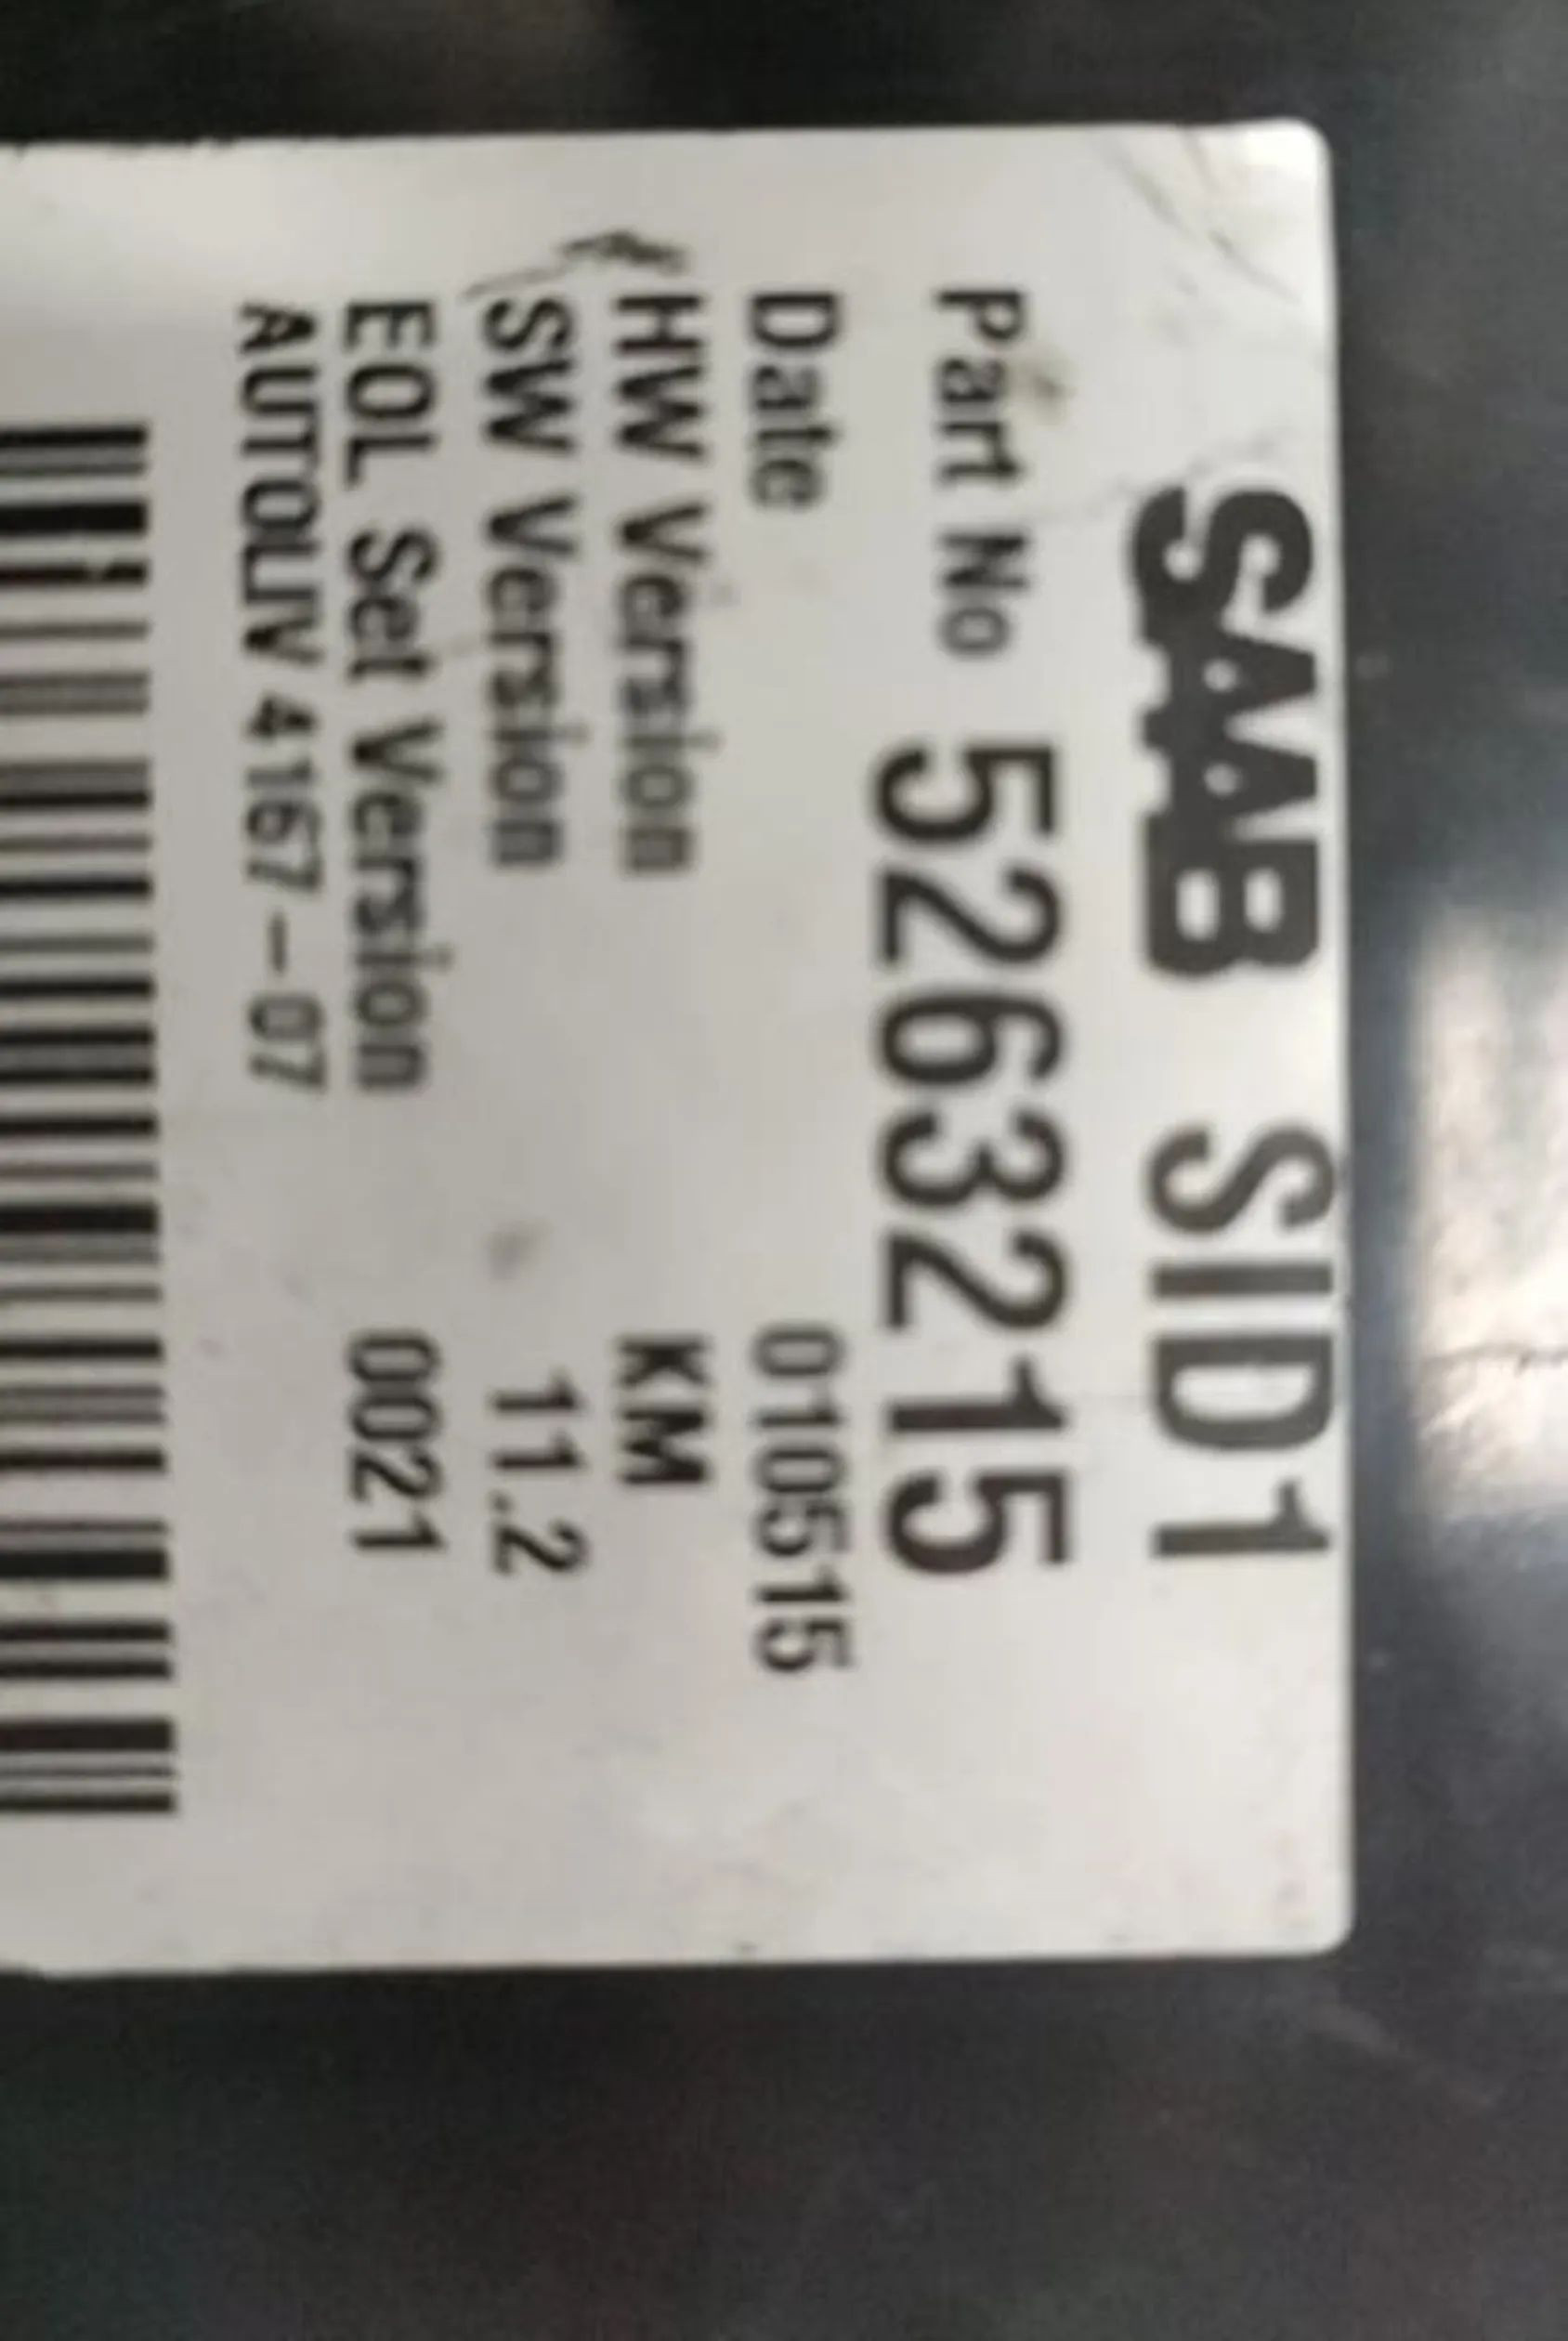 SAAB SID1
Part No 5263215
Date 010515
HW Version KM
SW Version 11.2
EOL Set Version 0021
AUTOLIV 4167-07